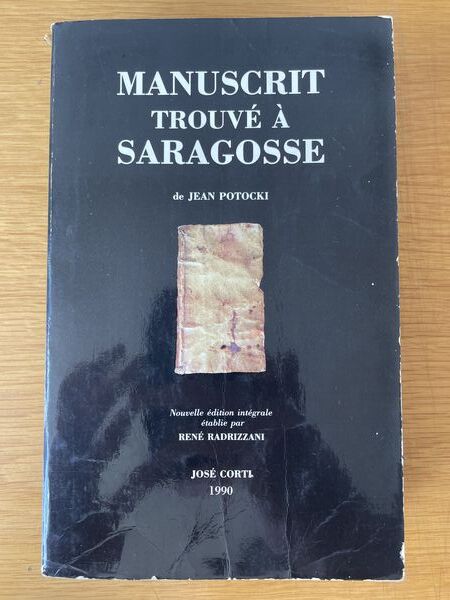 MANUSCRIT
TROUVÉ À
SARAGOSSE
de JEAN POTOCKI
Nouvelle édition intégrale
établie par
RENÉ RADRIZZANI
JOSÉ CORTI
1990